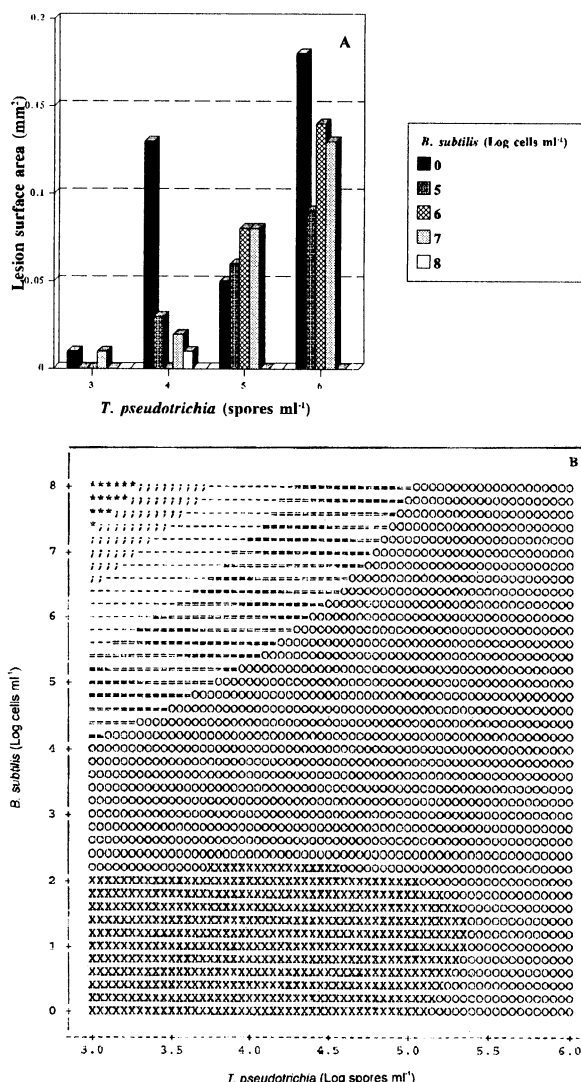 0.2
A
0.15
0.1
0.05
0
Lesion surface area (mm²)
3 4 5 6
T. pseudotrichia (spores ml⁻¹)
B. subtilis (Log cells ml⁻¹)
0
5
6
7
8
B
8
7
6
5
4
3
2
1
0
B. subtilis (Log cells ml⁻¹)
3.0 3.5 4.0 4.5 5.0 5.5 6.0
T. pseudotrichia (Log spores ml⁻¹)